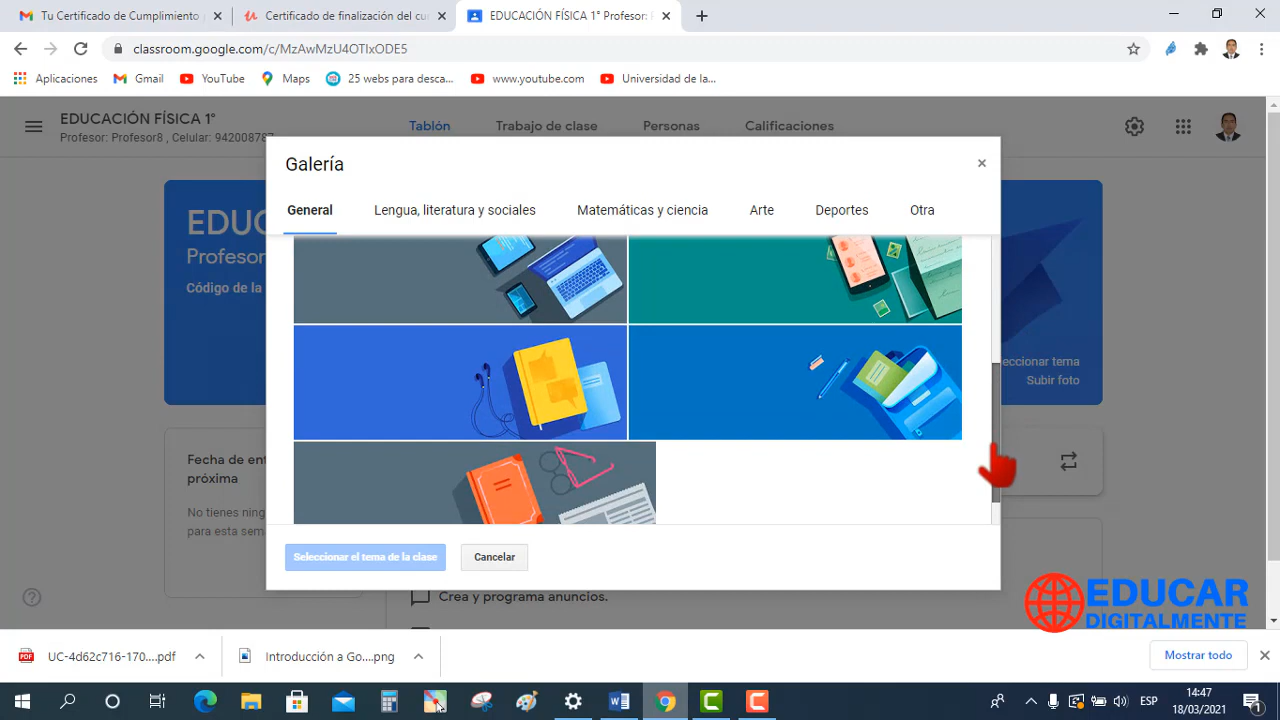 Tu Certificado de Cumplimiento
Certificado de finalización del cu
EDUCACIÓN FÍSICA 1° Profesor:
classroom.google.com/c/MzAwMzU4OTIxODE5
Aplicaciones
Gmail
YouTube
Maps
25 webs para desca...
www.youtube.com
Universidad de la...
EDUCACIÓN FÍSICA 1°
Profesor: Profesor8 , Celular: 942008787
Tablón
Trabajo de clase
Personas
Calificaciones
Galería
General
Lengua, literatura y sociales
Matemáticas y ciencia
Arte
Deportes
Otra
EDUC
Profesor
Código de la
eccionar tema
Subir foto
Fecha de ent
próxima
No tienes ning
para esta sem
Seleccionar el tema de la clase
Cancelar
Crea y programa anuncios.
EDUCAR
DIGITALMENTE
UC-4d62c716-170....pdf
Introducción a Go....png
Mostrar todo
ESP
14:47
18/03/2021
1